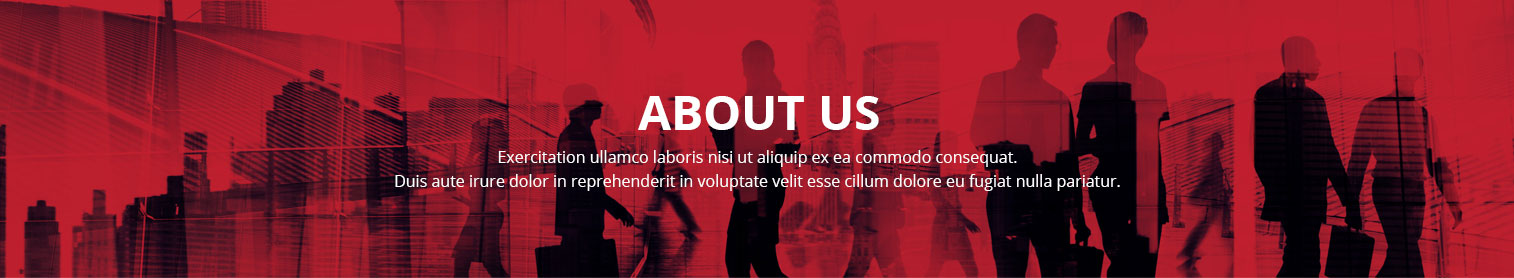 ABOUT US
Exercitation ullamco laboris nisi ut aliquip ex ea commodo consequat.
Duis aute irure dolor in reprehenderit in voluptate velit esse cillum dolore eu fugiat nulla pariatur.